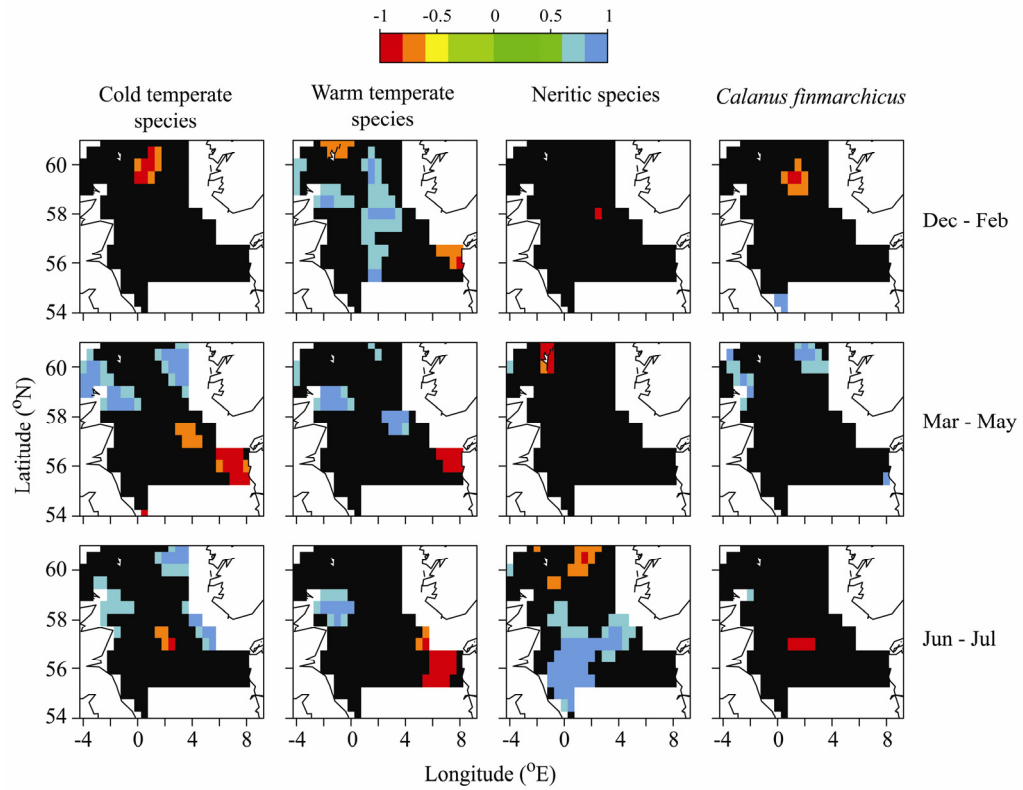 -1 -0.5 0 0.5 1
Cold temperate
species
Warm temperate
species
Neritic species
Calanus finmarchicus
60
58
56
54
Dec - Feb
60
58
56
54
Mar - May
60
58
56
54
Jun - Jul
-4 0 4 8 -4 0 4 8 -4 0 4 8 -4 0 4 8
Latitude (°N)
Longitude (°E)